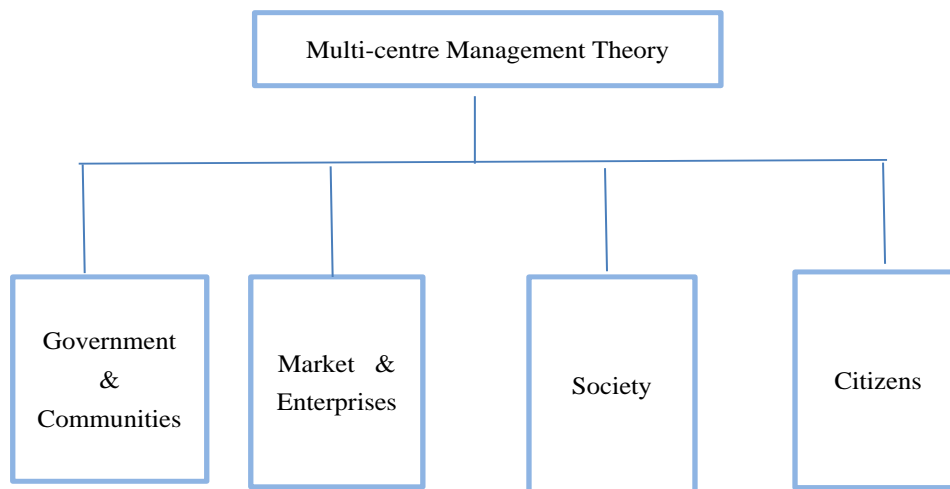 Multi-centre Management Theory
Government
&
Communities
Market &
Enterprises
Society
Citizens